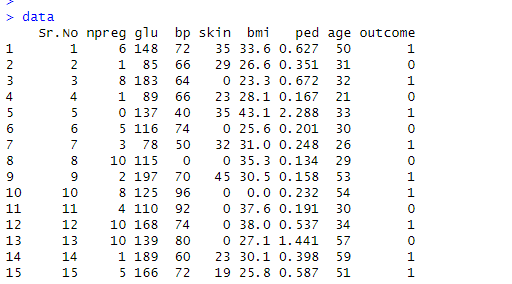 > data
Sr.No npreg glu bp skin bmi ped age outcome
1 1 6 148 72 35 33.6 0.627 50 1
2 2 1 85 66 29 26.6 0.351 31 0
3 3 8 183 64 0 23.3 0.672 32 1
4 4 1 89 66 23 28.1 0.167 21 0
5 5 0 137 40 35 43.1 2.288 33 1
6 6 5 116 74 0 25.6 0.201 30 0
7 7 3 78 50 32 31.0 0.248 26 1
8 8 10 115 0 0 35.3 0.134 29 0
9 9 2 197 70 45 30.5 0.158 53 1
10 10 8 125 96 0 0.0 0.232 54 1
11 11 4 110 92 0 37.6 0.191 30 0
12 12 10 168 74 0 38.0 0.537 34 1
13 13 10 139 80 0 27.1 1.441 57 0
14 14 1 189 60 23 30.1 0.398 59 1
15 15 5 166 72 19 25.8 0.587 51 1